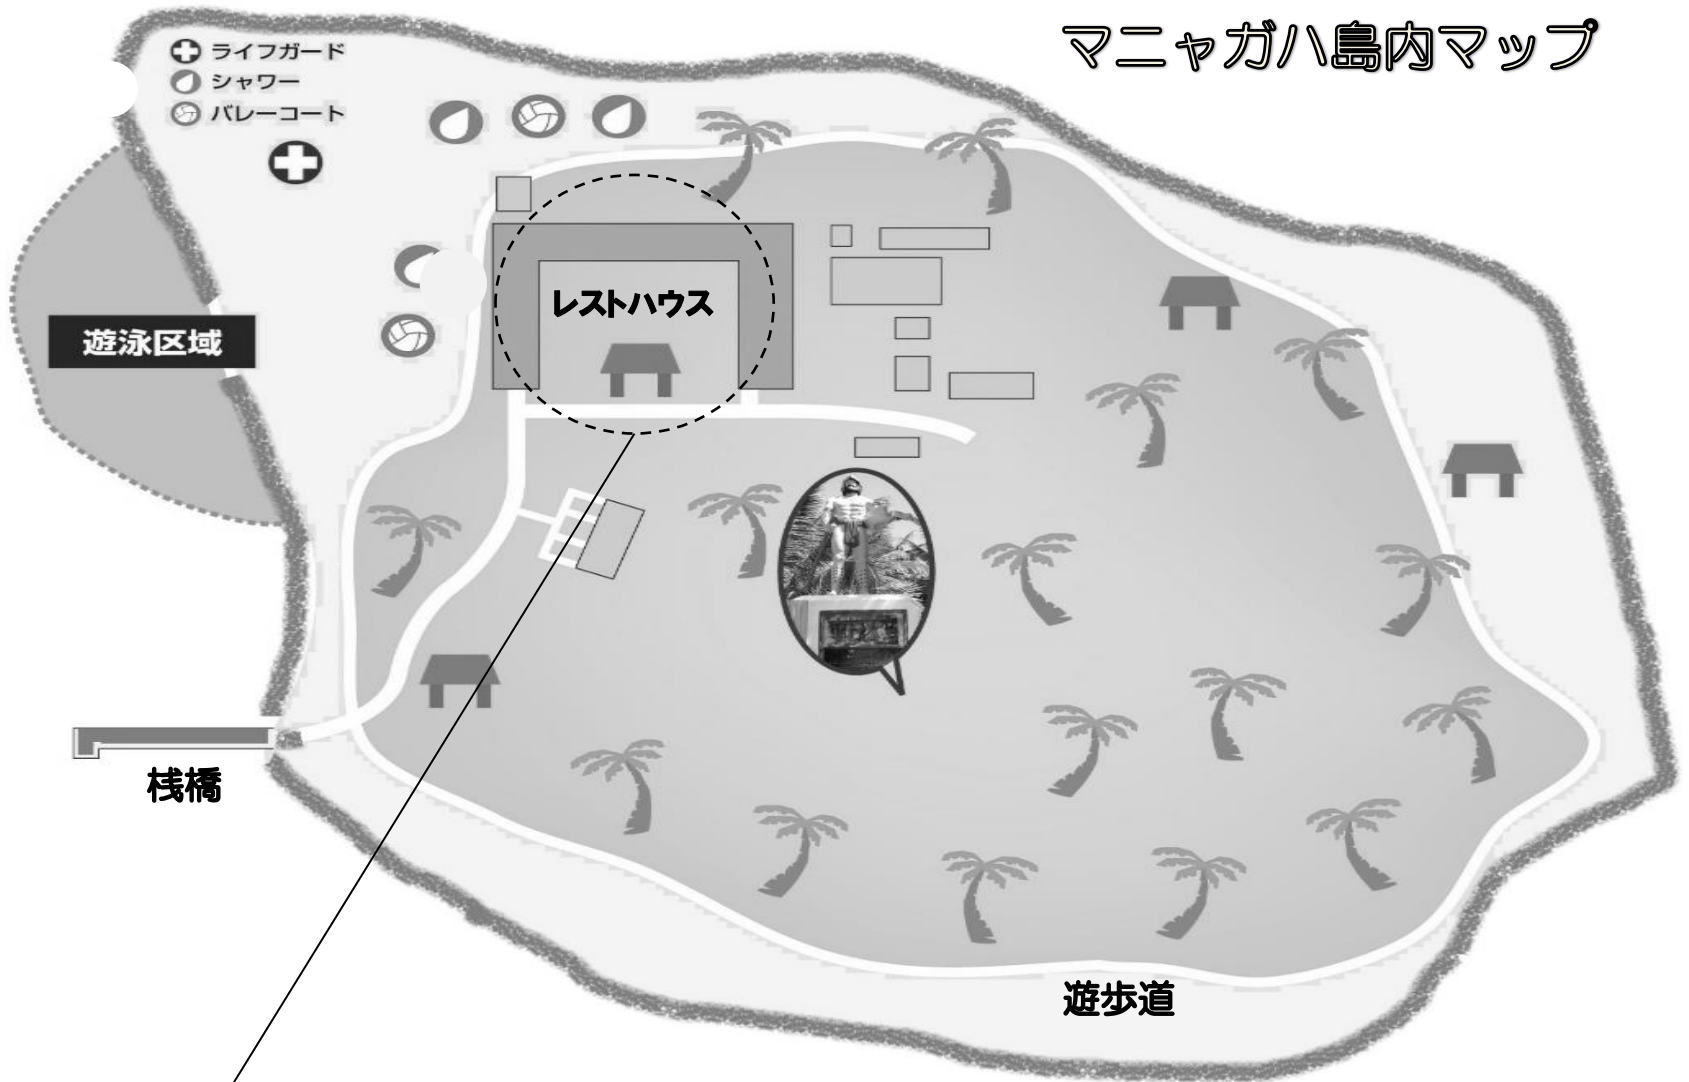 マニャガハ島内マップ
ライフガード
シャワー
バレーコート
レストハウス
遊泳区域
桟橋
遊歩道